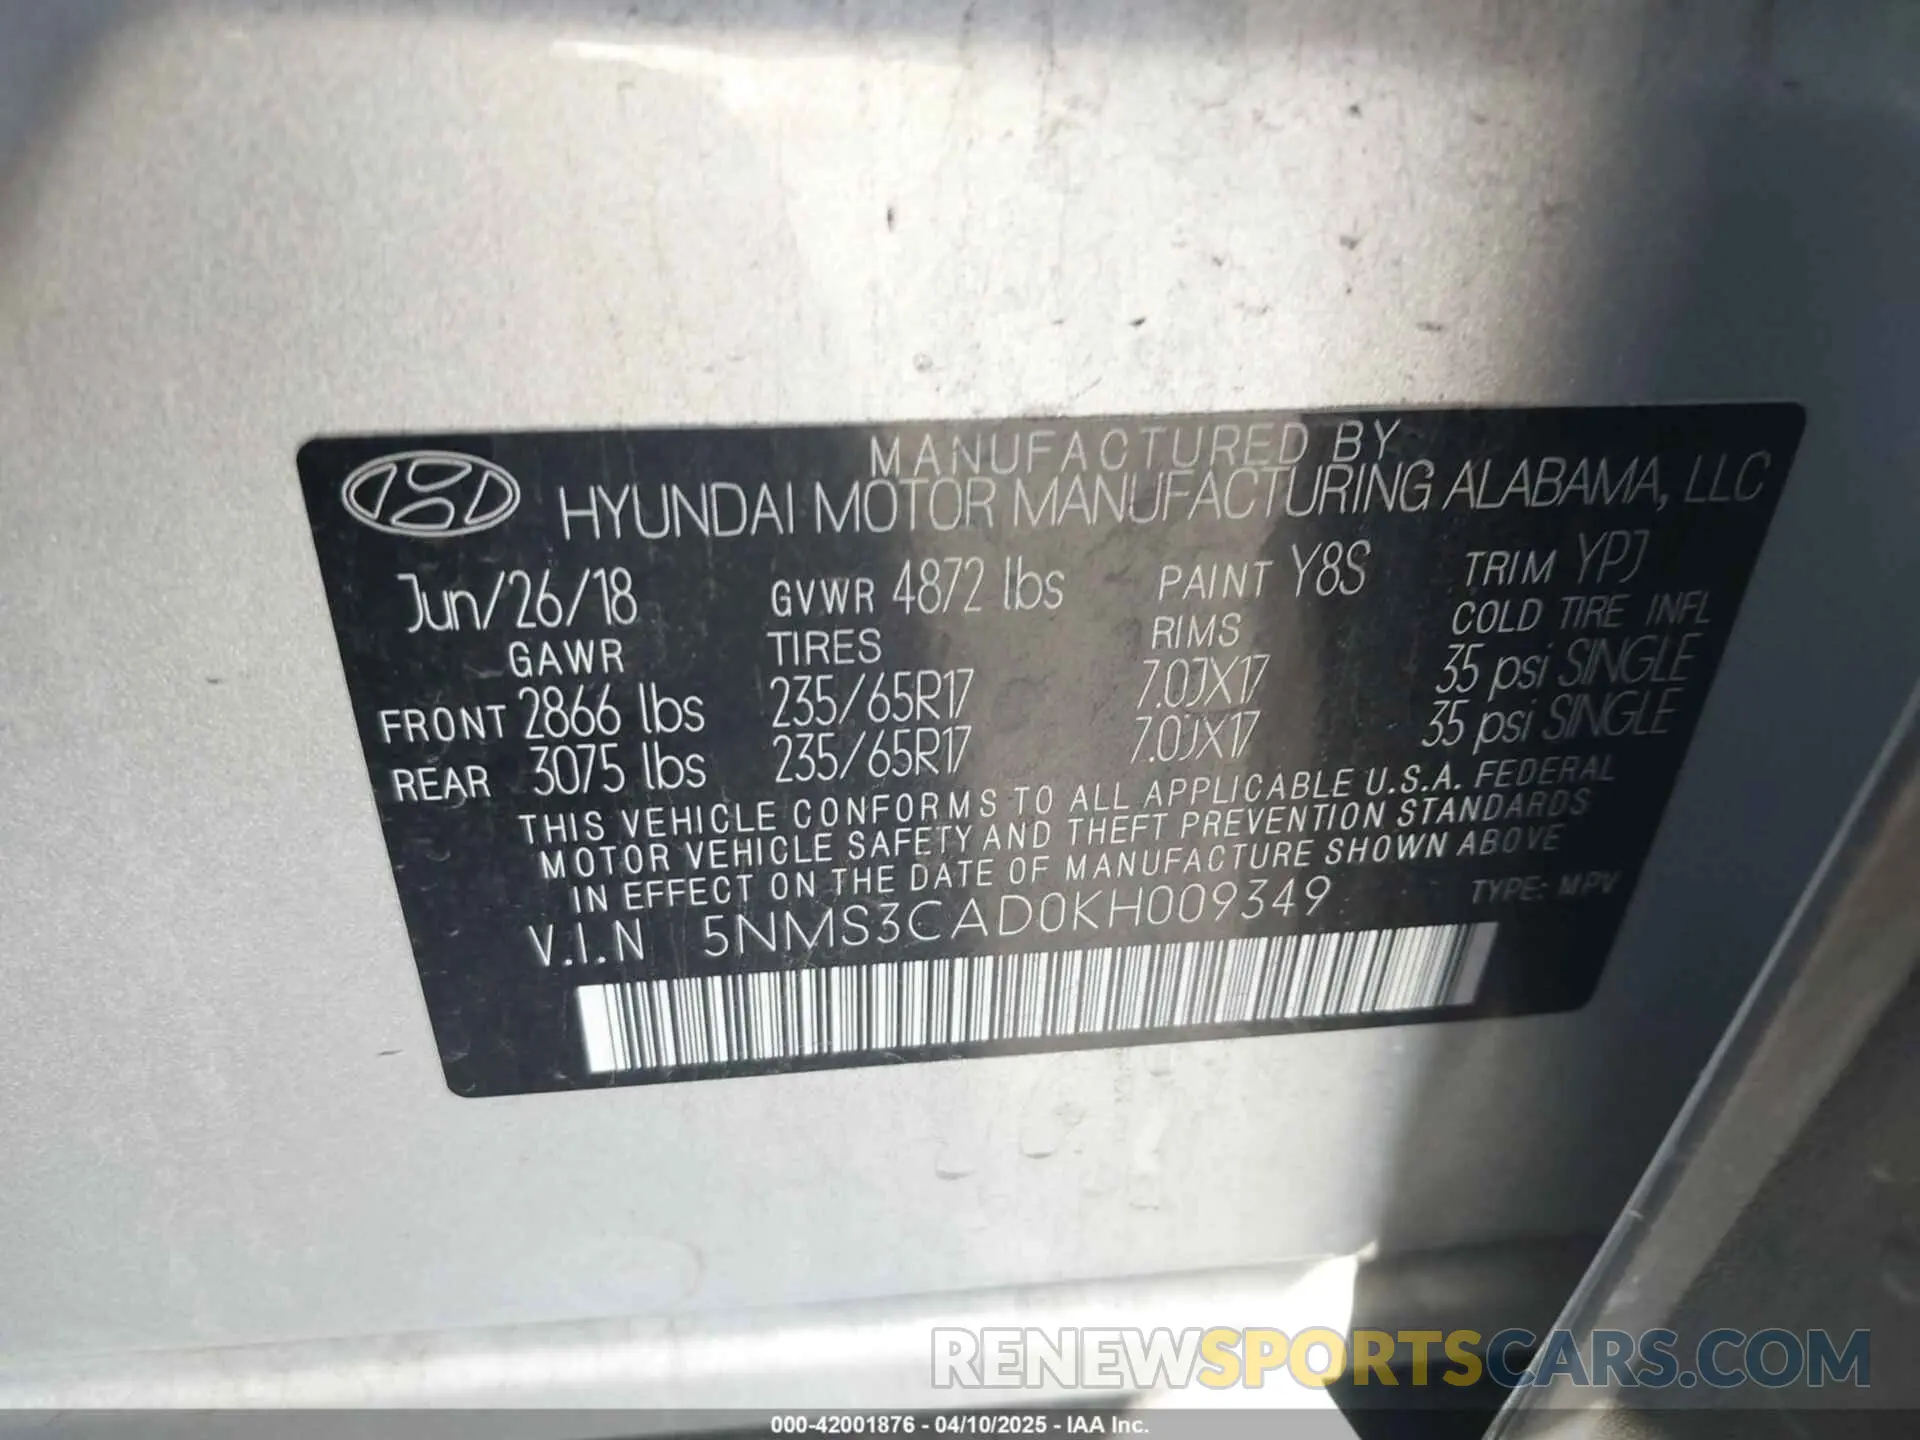 MANUFACTURED BY
HYUNDAI MOTOR MANUFACTURING ALABAMA, LLC
Jun/26/18 GVWR 4872 lbs PAINT Y8S TRIM YPJ
GAWR TIRES RIMS COLD TIRE INFL
FRONT 2866 lbs 235/65R17 7.0JX17 35 psi SINGLE
REAR 3075 lbs 235/65R17 7.0JX17 35 psi SINGLE
THIS VEHICLE CONFORMS TO ALL APPLICABLE U.S.A. FEDERAL
MOTOR VEHICLE SAFETY AND THEFT PREVENTION STANDARDS
IN EFFECT ON THE DATE OF MANUFACTURE SHOWN ABOVE
V.I.N 5NMS3CAD0KH009349 TYPE: MPV
RENEWSPORTSCARS.COM
000-42001876 - 04/10/2025 - IAA Inc.